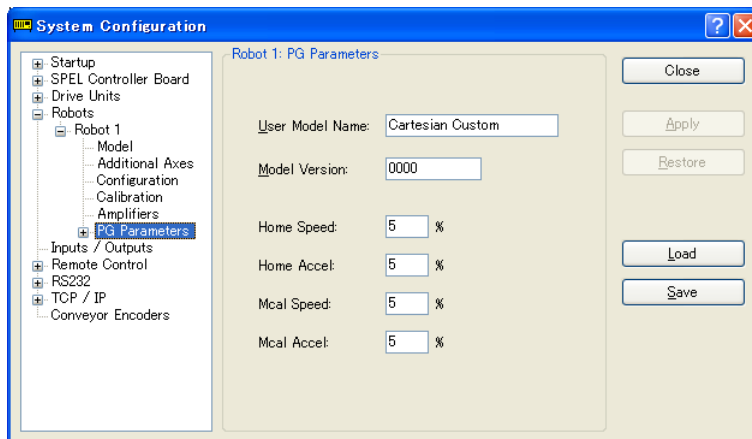 System Configuration
Startup
SPEL Controller Board
Drive Units
Robots
Robot 1
Model
Additional Axes
Configuration
Calibration
Amplifiers
PG Parameters
Inputs / Outputs
Remote Control
RS232
TCP / IP
Conveyor Encoders
Robot 1: PG Parameters
User Model Name: Cartesian Custom
Model Version: 0000
Home Speed: 5 %
Home Accel: 5 %
Mcal Speed: 5 %
Mcal Accel: 5 %
Close
Apply
Restore
Load
Save